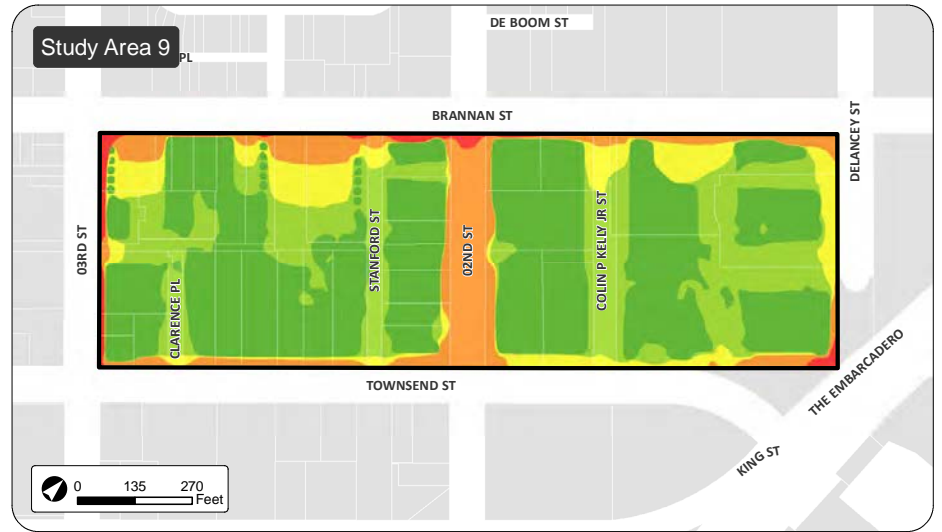 DE BOOM ST
Study Area 9
PL
BRANNAN ST
DELANCEY ST
03RD ST
CLARENCE PL
STANFORD ST
02ND ST
COLIN P KELLY JR ST
TOWNSEND ST
THE EMBARCADERO
KING ST
0 135 270
Feet